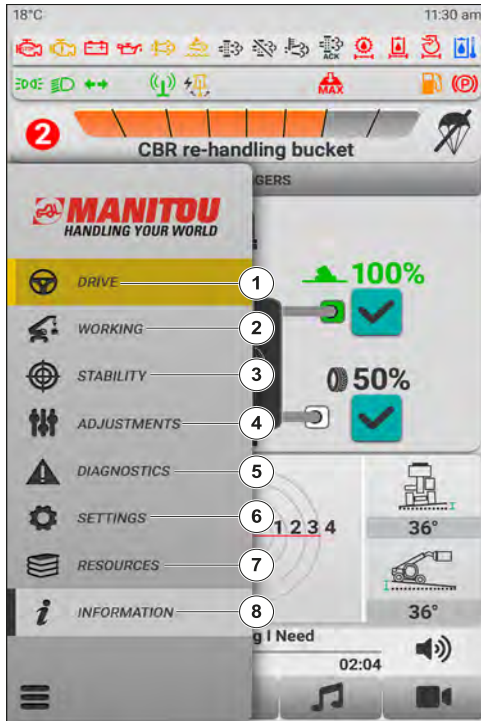 18°C 11:30 am
ACK
MAX
(P)
2
CBR re-handling bucket
GERS
MANITOU
HANDLING YOUR WORLD
100%
DRIVE 1
WORKING 2
STABILITY 3
50%
ADJUSTMENTS 4
DIAGNOSTICS 5
SETTINGS 6
1 2 3 4
36°
RESOURCES 7
INFORMATION 8
36°
g I Need
02:04